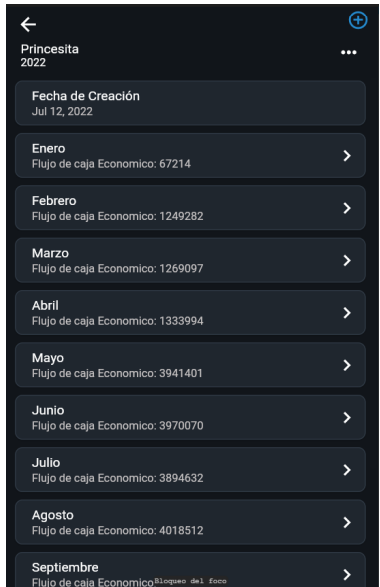 Princesita
2022
Fecha de Creación
Jul 12, 2022
Enero
Flujo de caja Economico: 67214
Febrero
Flujo de caja Economico: 1249282
Marzo
Flujo de caja Economico: 1269097
Abril
Flujo de caja Economico: 1333994
Mayo
Flujo de caja Economico: 3941401
Junio
Flujo de caja Economico: 3970070
Julio
Flujo de caja Economico: 3894632
Agosto
Flujo de caja Economico: 4018512
Septiembre
Flujo de caja Economico Bloqueo del foco